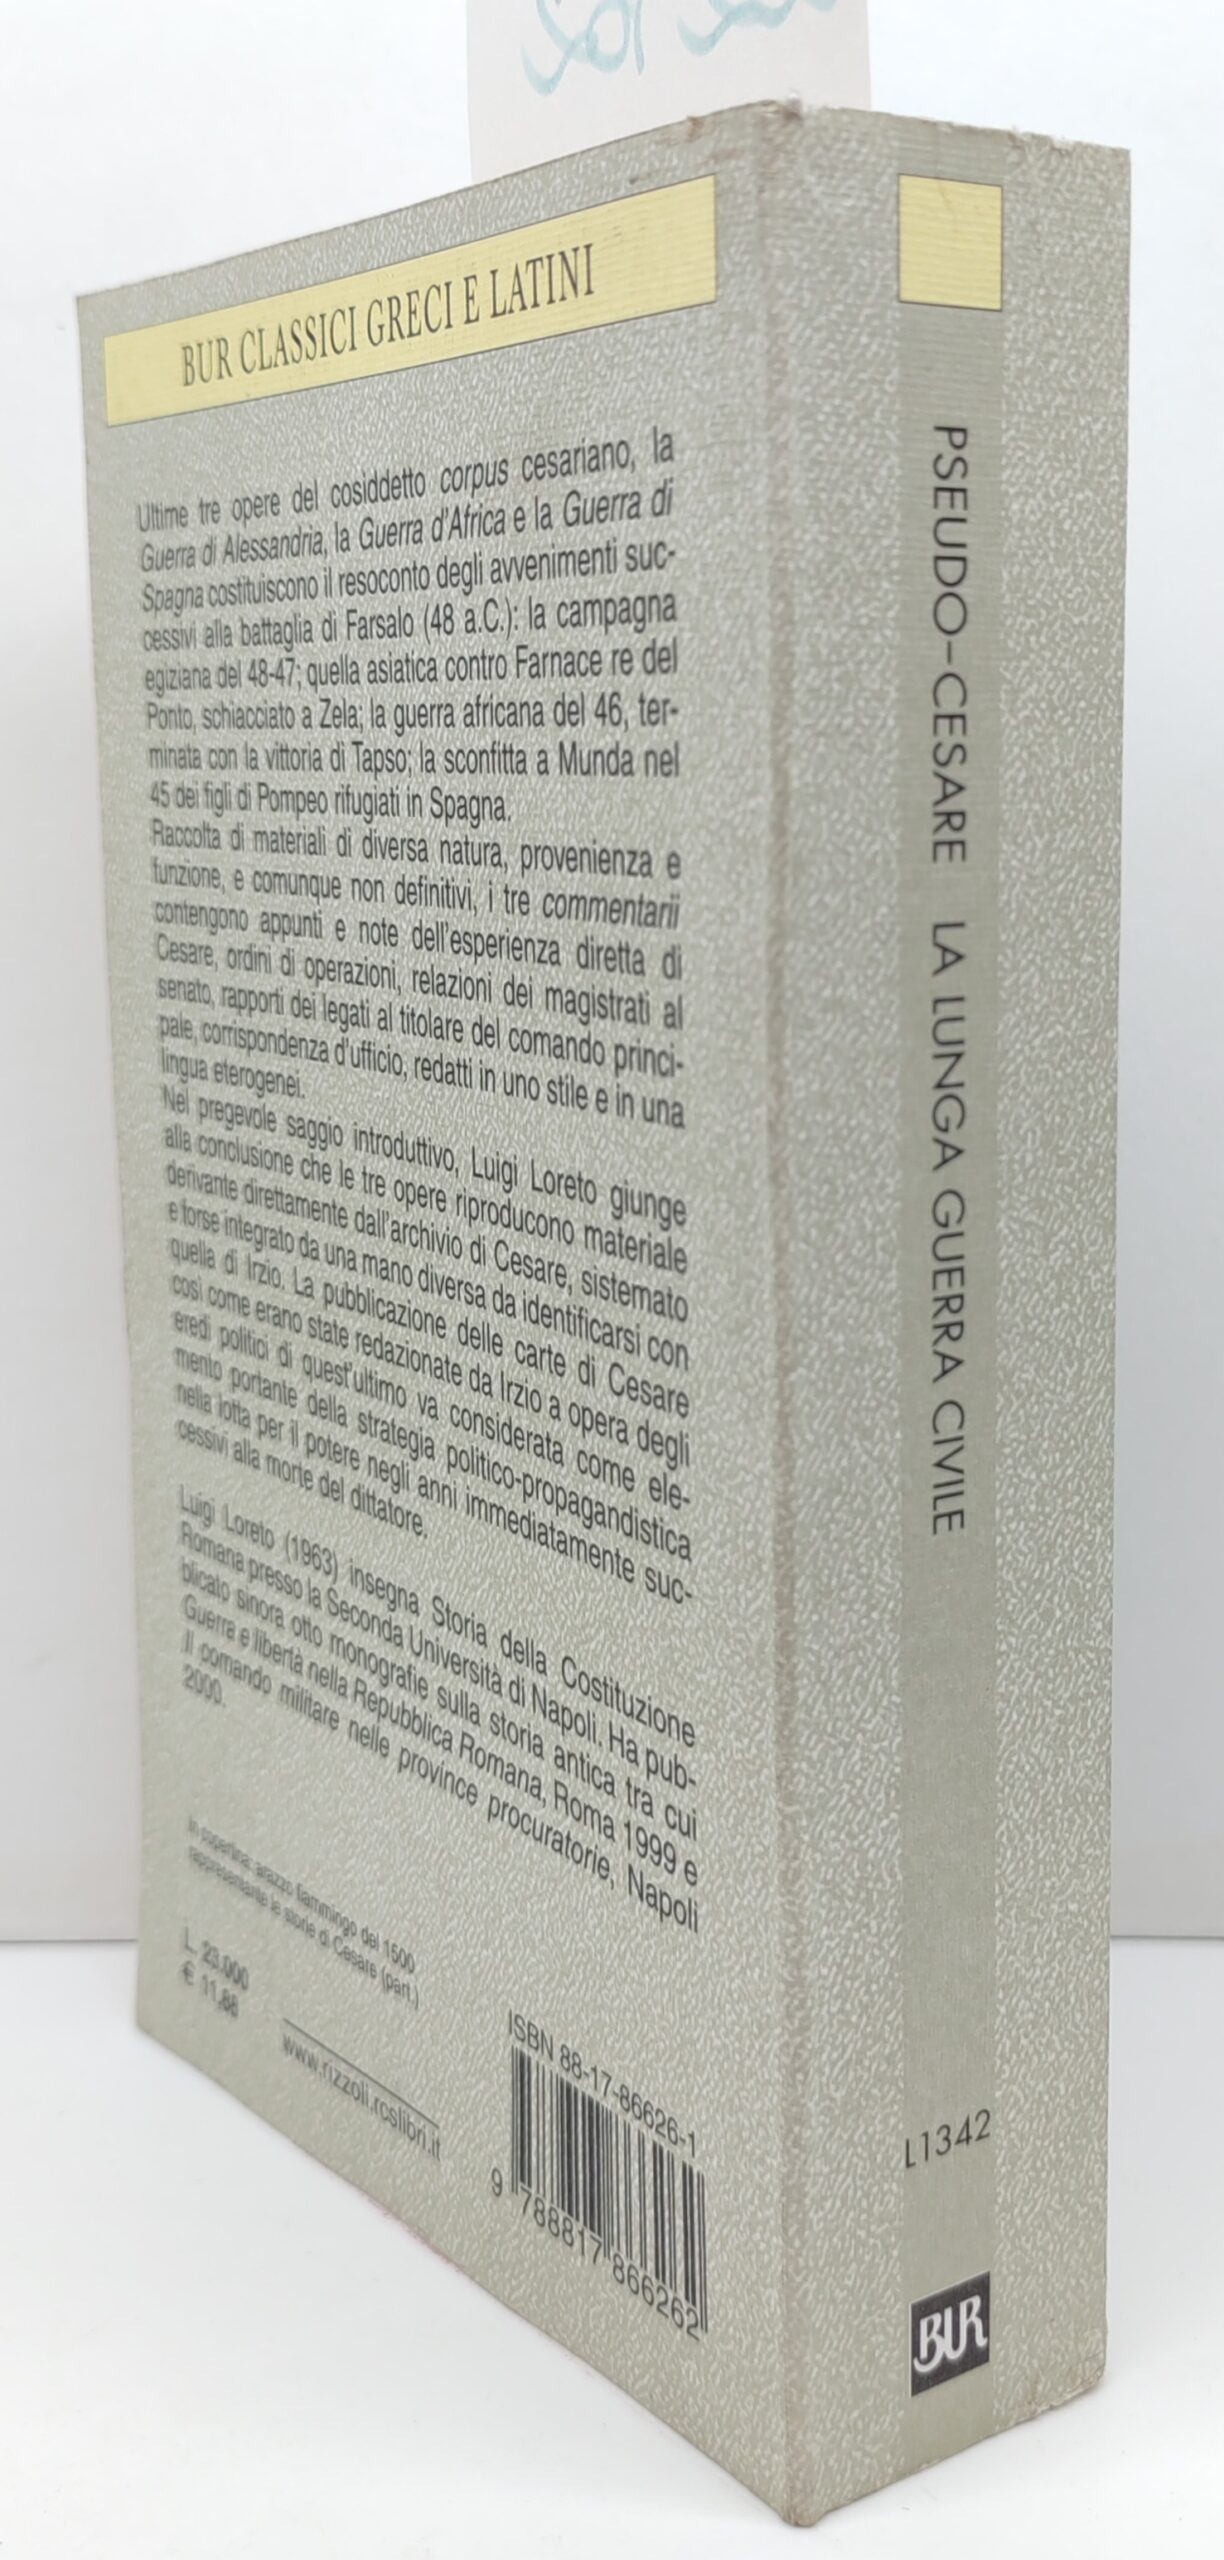 BUR CLASSICI GRECI E LATINI
Ultime tre opere del cosiddetto corpus cesariano, la
Guerra di Alessandria, la Guerra d'Africa e la Guerra di
Spagna costituiscono il resoconto degli avvenimenti suc-
cessivi alla battaglia di Farsalo (48 a.C.): la campagna
egiziana del 48-47; quella asiatica contro Farnace re del
Ponto, schiacciato a Zela; la guerra africana del 46, ter-
minata con la vittoria di Tapso; la sconfitta a Munda nel
45 dei figli di Pompeo rifugiati in Spagna.
Raccolta di materiali di diversa natura, provenienza e
funzione, e comunque non definitivi, i tre commentarii
contengono appunti e note dell'esperienza diretta di
Cesare, ordini di operazioni, relazioni dei magistrati al
senato, rapporti dei legati al titolare del comando princi-
pale, corrispondenza d'ufficio, redatti in uno stile e in una
lingua eterogenei.
Nel pregevole saggio introduttivo, Luigi Loreto giunge
alla conclusione che le tre opere riproducono materiale
derivante direttamente dall'archivio di Cesare, sistemato
e forse integrato da una mano diversa da identificarsi con
quella di Irzio. La pubblicazione delle carte di Cesare
così come erano state redazionate da Irzio a opera degli
eredi politici di quest'ultimo va considerata come ele-
mento portante della strategia politico-propagandistica
nella lotta per il potere negli anni immediatamente suc-
cessivi alla morte del dittatore.
Luigi Loreto (1963) insegna Storia della Costituzione
Romana presso la Seconda Università di Napoli. Ha pub-
blicato sinora otto monografie sulla storia antica tra cui
Guerra e libertà nella Repubblica Romana, Roma 1999 e
Il comando militare nelle province procuratorie, Napoli
2000.
In copertina: arazzo fiammingo del 1500
rappresentante le storie di Cesare (part.)
L. 23.000
€ 11,88
www.rizzoli.rcslibri.it
ISBN 88-17-86626-1
9 788817 866262
PSEUDO-CESARE LA LUNGA GUERRA CIVILE
L1342
BUR